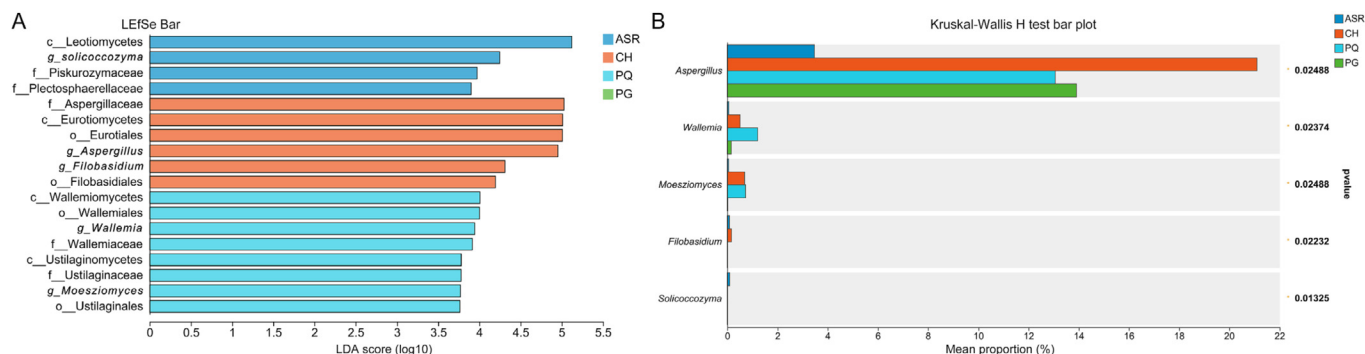 A
LEfSe Bar
c__Leotiomycetes
g_solicoccozyma
f__Piskurozymaceae
f__Plectosphaerellaceae
f__Aspergillaceae
c__Eurotiomycetes
o__Eurotiales
g_Aspergillus
g_Filobasidium
o__Filobasidiales
c__Wallemiomycetes
o__Wallemiales
g_Wallemia
f__Wallemiaceae
c__Ustilaginomycetes
f__Ustilaginaceae
g_Moesziomyces
o__Ustilaginales
0 0.5 1 1.5 2 2.5 3 3.5 4 4.5 5 5.5
LDA score (log10)
ASR
CH
PQ
PG
B
Kruskal-Wallis H test bar plot
ASR
CH
PQ
PG
Aspergillus
Wallemia
Moesziomyces
Filobasidium
Solicoccozyma
* 0.02488
* 0.02374
* 0.02488
* 0.02232
* 0.01325
pvalue
0 2 4 6 8 10 12 14 16 18 20 22
Mean proportion (%)